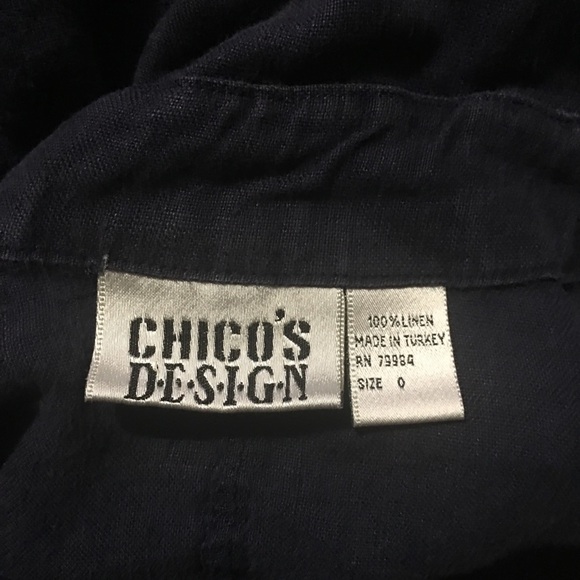 CHICO'S
D·E·S·I·G·N
100%LINEN
MADE IN TURKEY
RN 79984
SIZE 0